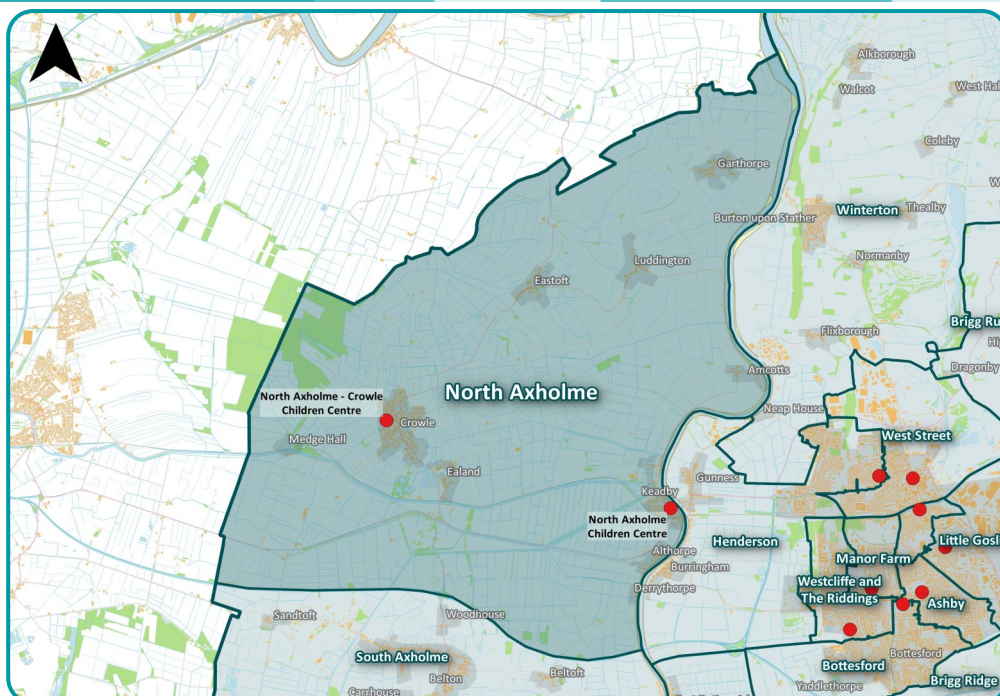 Alkborough
Walcot
West Hal
Coleby
Garthorpe
Winterton
Thealby
Burton upon Stather
Normanby
Luddington
Eastoft
Flixborough
Brigg Ru
Dragonby
Amcotts
North Axholme
North Axholme - Crowle
Children Centre
Neap House
Crowle
Medge Hall
West Street
Ealand
Gunness
Keadby
North Axholme
Children Centre
Henderson
Little Gosl
Althorpe
Manor Farm
Burringham
Westcliffe and
The Riddings
Derrythorpe
Ashby
Sandtoft
Woodhouse
South Axholme
Bottesford
Bottesford
Belton
Beltoft
Brigg Ridge
Yaddlethorpe
Carrhouse